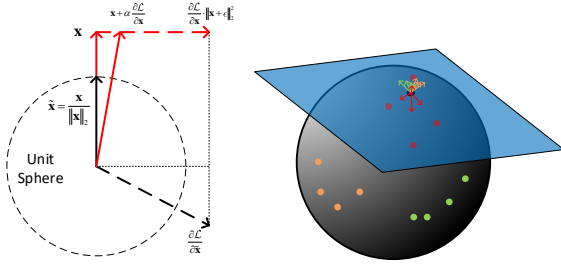 x
x+α ∂ℒ/∂x
∂ℒ/∂x · ‖x+ϵ‖₂²
x̃ = x/‖x‖₂
Unit
Sphere
∂ℒ/∂x̃